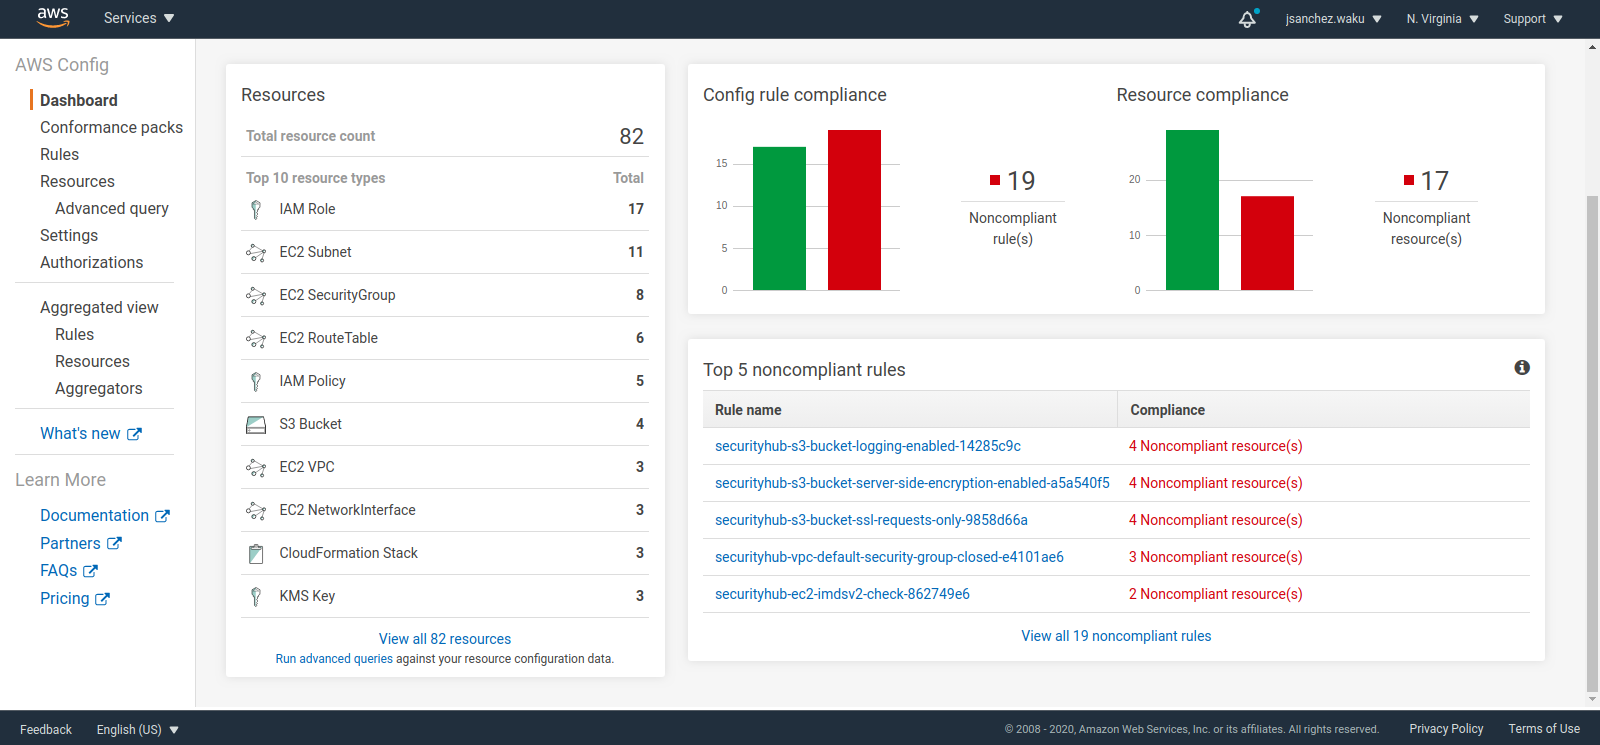 aws
Services
jsanchez.waku
N. Virginia
Support
AWS Config
Dashboard
Conformance packs
Rules
Resources
Advanced query
Settings
Authorizations
Aggregated view
Rules
Resources
Aggregators
What's new
Learn More
Documentation
Partners
FAQs
Pricing
Resources
Total resource count 82
Top 10 resource types Total
IAM Role 17
EC2 Subnet 11
EC2 SecurityGroup 8
EC2 RouteTable 6
IAM Policy 5
S3 Bucket 4
EC2 VPC 3
EC2 NetworkInterface 3
CloudFormation Stack 3
KMS Key 3
View all 82 resources
Run advanced queries against your resource configuration data.
Config rule compliance
15
10
5
0
19
Noncompliant
rule(s)
Resource compliance
20
10
0
17
Noncompliant
resource(s)
Top 5 noncompliant rules
Rule name Compliance
securityhub-s3-bucket-logging-enabled-14285c9c 4 Noncompliant resource(s)
securityhub-s3-bucket-server-side-encryption-enabled-a5a540f5 4 Noncompliant resource(s)
securityhub-s3-bucket-ssl-requests-only-9858d66a 4 Noncompliant resource(s)
securityhub-vpc-default-security-group-closed-e4101ae6 3 Noncompliant resource(s)
securityhub-ec2-imdsv2-check-862749e6 2 Noncompliant resource(s)
View all 19 noncompliant rules
Feedback
English (US)
© 2008 - 2020, Amazon Web Services, Inc. or its affiliates. All rights reserved.
Privacy Policy
Terms of Use